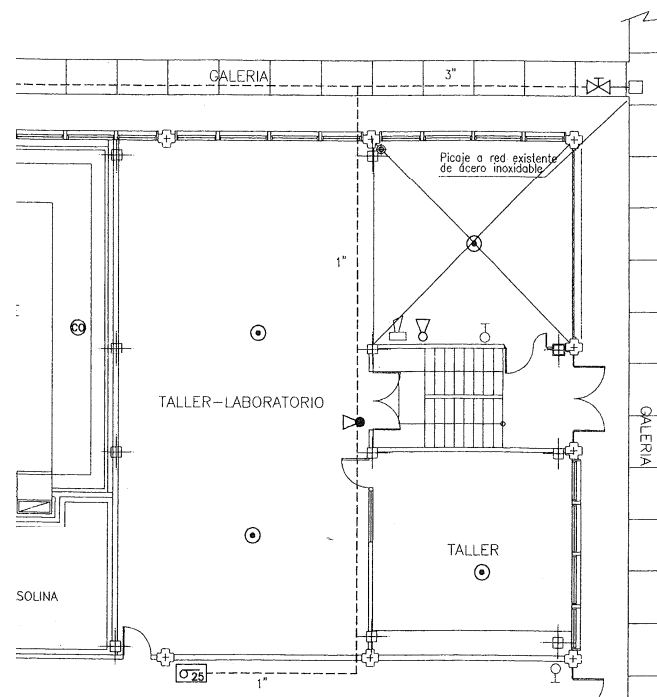 GALERIA
3"
Picaje a red existente
de acero inoxidable
1"
CO
TALLER-LABORATORIO
GALERIA
TALLER
SOLINA
25
1"